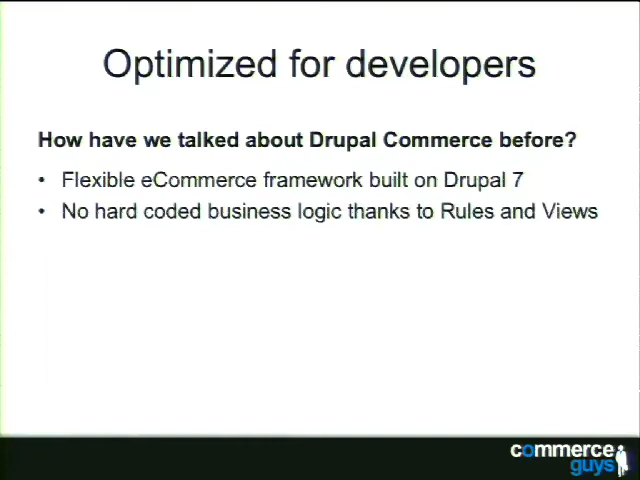 Optimized for developers
How have we talked about Drupal Commerce before?
• Flexible eCommerce framework built on Drupal 7
• No hard coded business logic thanks to Rules and Views
commerce
guys